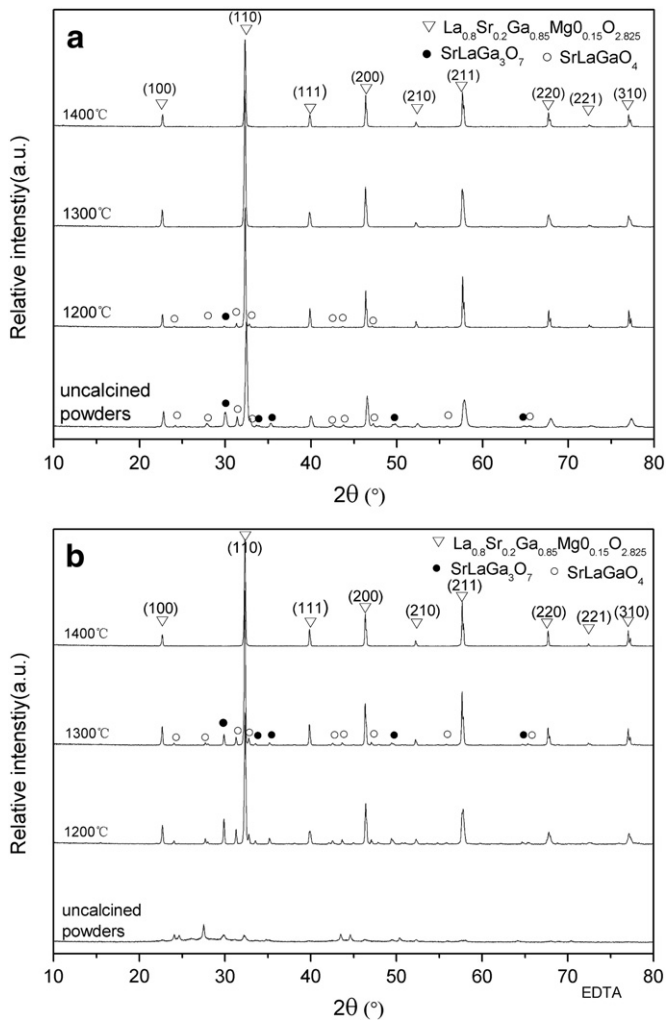 a
▽ La0.8Sr0.2Ga0.85Mg0.15O2.825
● SrLaGa3O7 ○ SrLaGaO4
(110)
(100)
(111)
(200)
(210)
(211)
(220)
(221)
(310)
1400℃
1300℃
1200℃
uncalcined
powders
Relative intenstiy(a.u.)
10 20 30 40 50 60 70 80
2θ (°)
b
▽ La0.8Sr0.2Ga0.85Mg0.15O2.825
● SrLaGa3O7 ○ SrLaGaO4
(110)
(100)
(111)
(200)
(210)
(211)
(220)
(221)
(310)
1400℃
1300℃
1200℃
uncalcined
powders
Relative intenstiy(a.u.)
10 20 30 40 50 60 70 80
2θ (°)
EDTA